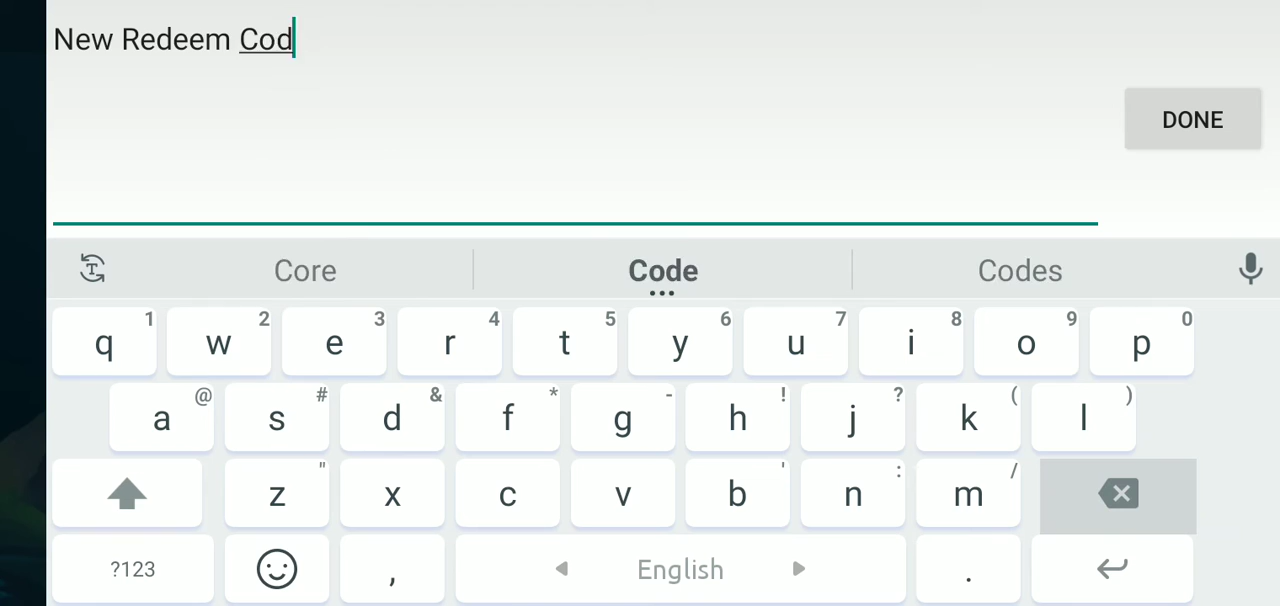 New Redeem Cod
DONE
Core Code Codes
q 1 w 2 e 3 r 4 t 5 y 6 u 7 i 8 o 9 p 0
a @ s # d & f * g - h ! j ? k ( l )
z " x c v b ' n : m /
?123 , English .